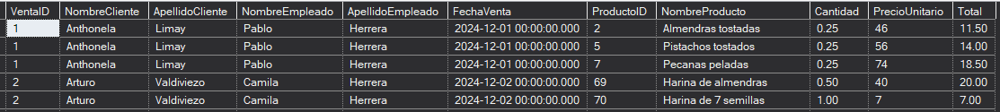 VentaID NombreCliente ApellidoCliente NombreEmpleado ApellidoEmpleado FechaVenta ProductoID NombreProducto Cantidad PrecioUnitario Total
1 Anthonela Limay Pablo Herrera 2024-12-01 00:00:00.000 2 Almendras tostadas 0.25 46 11.50
1 Anthonela Limay Pablo Herrera 2024-12-01 00:00:00.000 5 Pistachos tostados 0.25 56 14.00
1 Anthonela Limay Pablo Herrera 2024-12-01 00:00:00.000 7 Pecanas peladas 0.25 74 18.50
2 Arturo Valdiviezo Camila Herrera 2024-12-02 00:00:00.000 69 Harina de almendras 0.50 40 20.00
2 Arturo Valdiviezo Camila Herrera 2024-12-02 00:00:00.000 70 Harina de 7 semillas 1.00 7 7.00